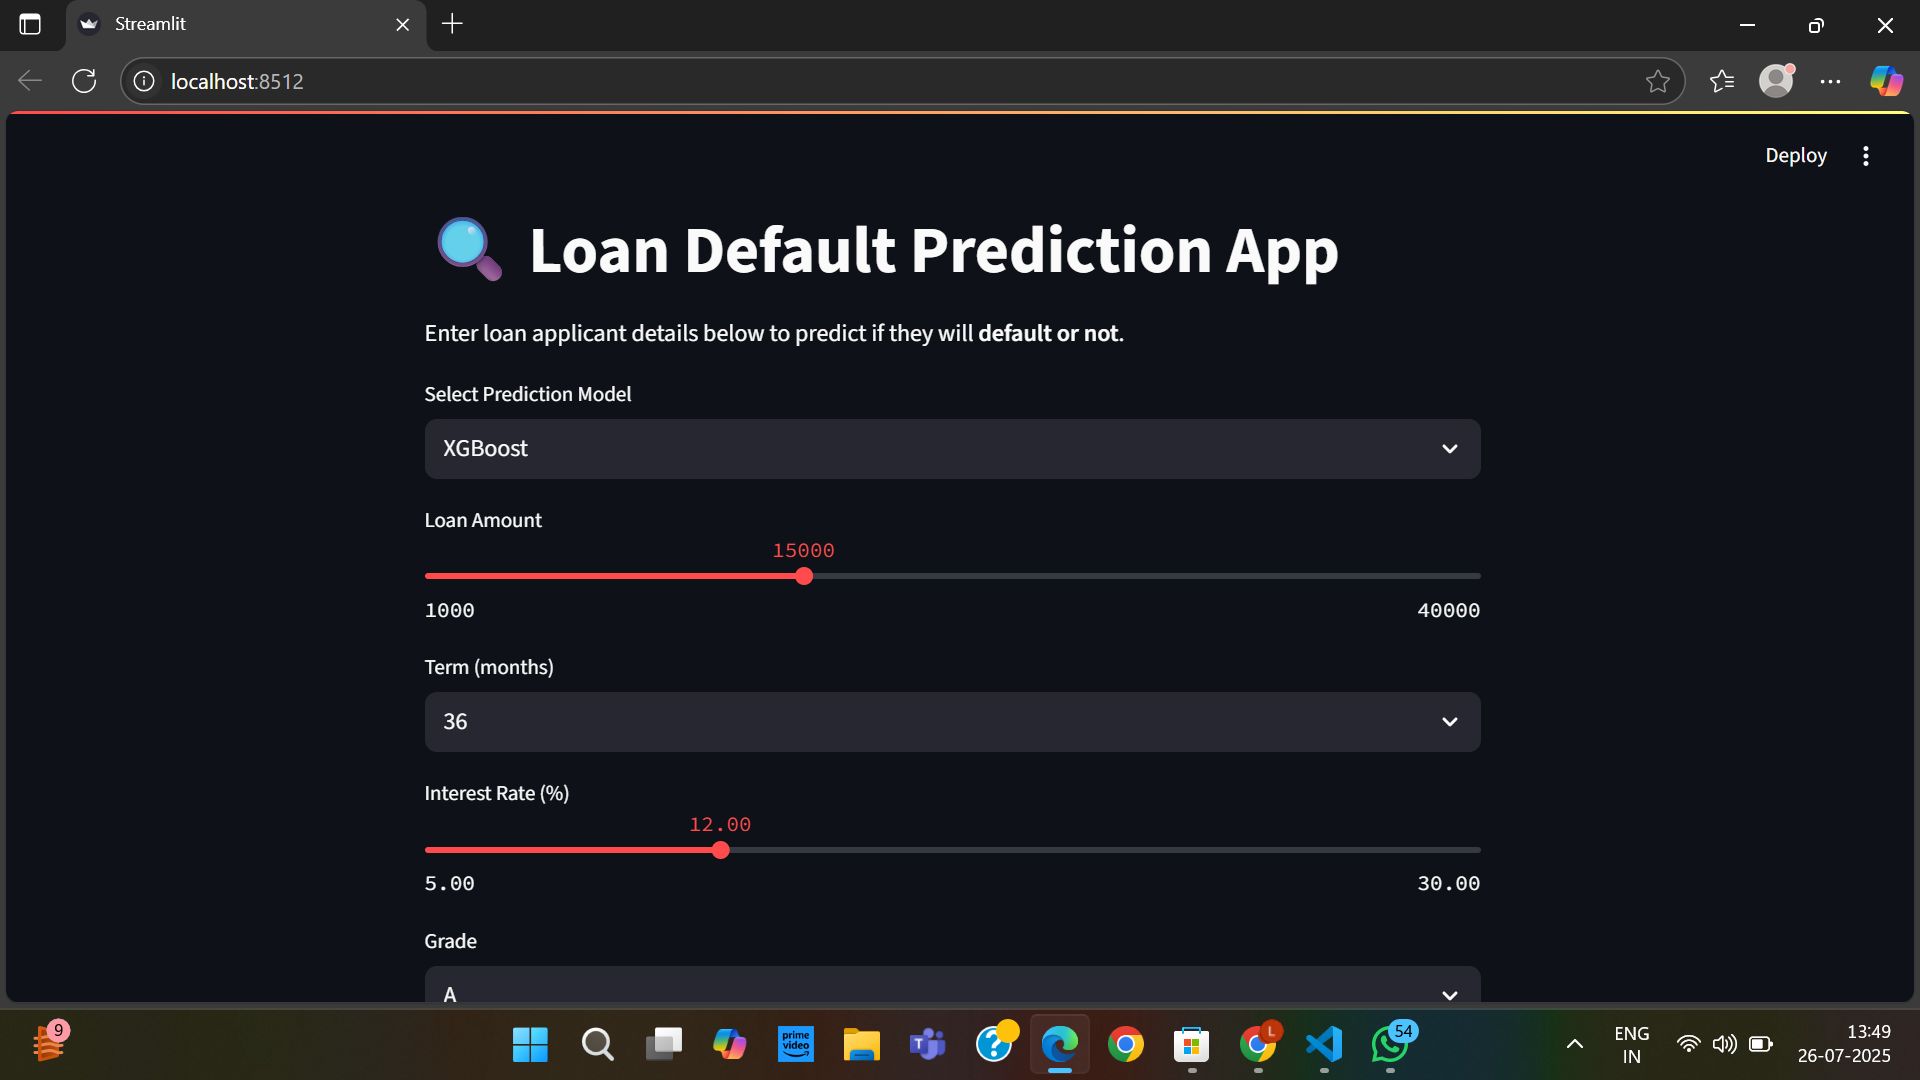 Streamlit
localhost:8512
Deploy
Loan Default Prediction App
Enter loan applicant details below to predict if they will default or not.
Select Prediction Model
XGBoost
Loan Amount
15000
1000 40000
Term (months)
36
Interest Rate (%)
12.00
5.00 30.00
Grade
A
9
prime
video
T
?
L
54
ENG
IN
13:49
26-07-2025